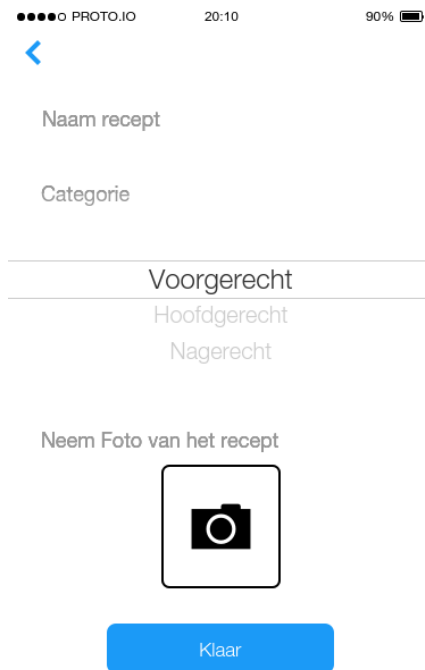 PROTO.IO 20:10 90%
Naam recept
Categorie
Voorgerecht
Hoofdgerecht
Nagerecht
Neem Foto van het recept
Klaar